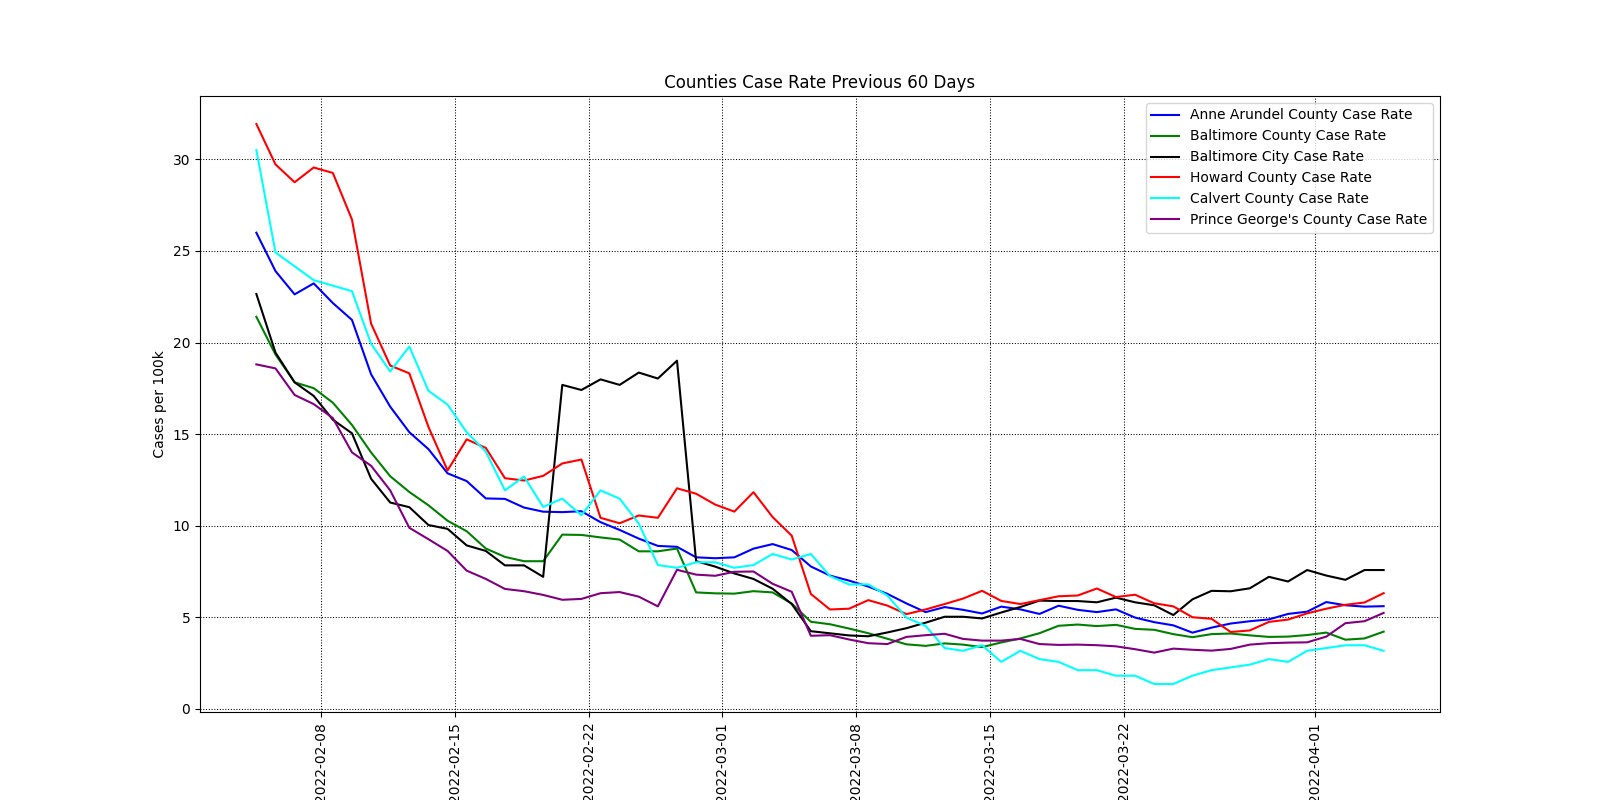 Counties Case Rate Previous 60 Days
Anne Arundel County Case Rate
Baltimore County Case Rate
Baltimore City Case Rate
Howard County Case Rate
Calvert County Case Rate
Prince George's County Case Rate
Cases per 100k
30
25
20
15
10
5
0
2022-02-08
2022-02-15
2022-02-22
2022-03-01
2022-03-08
2022-03-15
2022-03-22
2022-04-01